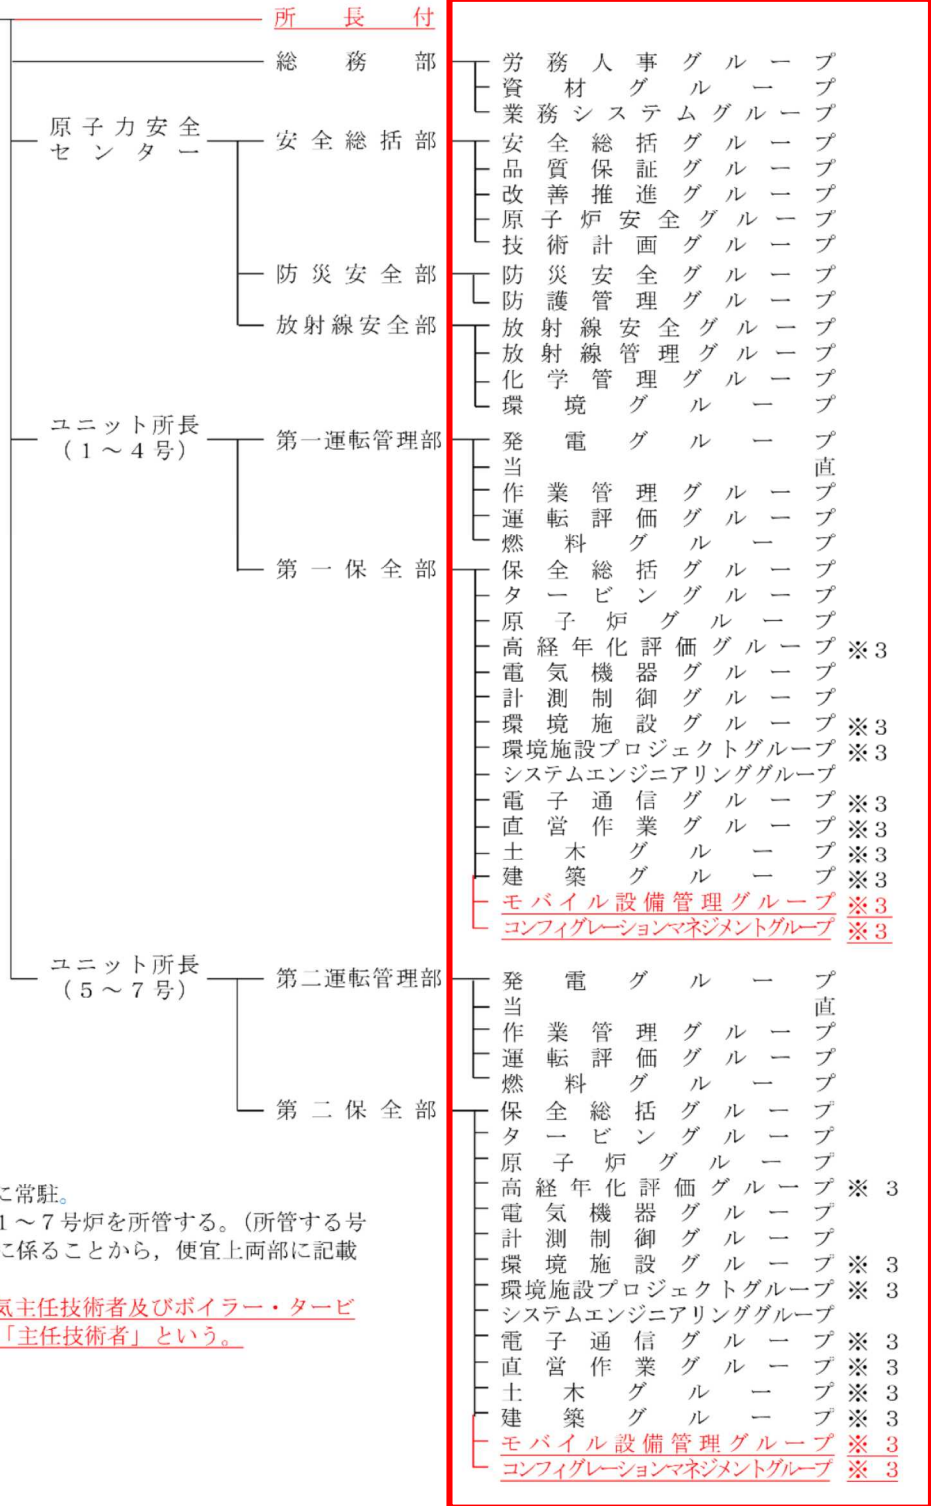 所長付
総務部
労務人事グループ
資材グループ
業務システムグループ
原子力安全
センター
安全総括部
安全総括グループ
品質保証グループ
改善推進グループ
原子炉安全グループ
技術計画グループ
防災安全部
防災安全グループ
防護管理グループ
放射線安全部
放射線安全グループ
放射線管理グループ
化学管理グループ
環境グループ
ユニット所長
(1～4号)
第一運転管理部
発電グループ
当直
作業管理グループ
運転評価グループ
燃料グループ
第一保全部
保全総括グループ
タービングループ
原子炉グループ
高経年化評価グループ ※3
電気機器グループ
計測制御グループ
環境施設グループ ※3
環境施設プロジェクトグループ ※3
システムエンジニアリンググループ
電子通信グループ ※3
直営作業グループ ※3
土木グループ ※3
建築グループ ※3
モバイル設備管理グループ ※3
コンフィグレーションマネジメントグループ ※3
ユニット所長
(5～7号)
第二運転管理部
発電グループ
当直
作業管理グループ
運転評価グループ
燃料グループ
第二保全部
保全総括グループ
タービングループ
原子炉グループ
高経年化評価グループ ※3
電気機器グループ
計測制御グループ
環境施設グループ ※3
環境施設プロジェクトグループ ※3
システムエンジニアリンググループ
電子通信グループ ※3
直営作業グループ ※3
土木グループ ※3
建築グループ ※3
モバイル設備管理グループ ※3
コンフィグレーションマネジメントグループ ※3
に常駐。
1～7号炉を所管する。(所管する号
に係ることから，便宜上両部に記載
気主任技術者及びボイラー・タービ
「主任技術者」という。